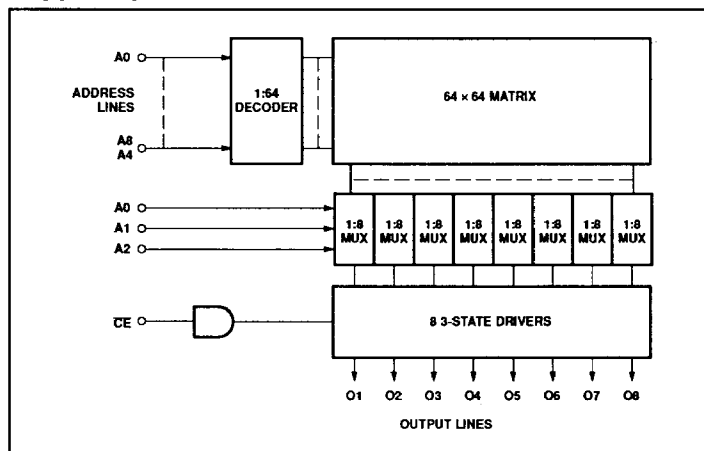 A0
ADDRESS
LINES
A8
A4
1:64
DECODER
64 × 64 MATRIX
A0
A1
A2
1:8
MUX
1:8
MUX
1:8
MUX
1:8
MUX
1:8
MUX
1:8
MUX
1:8
MUX
1:8
MUX
CE
8 3-STATE DRIVERS
O1 O2 O3 O4 O5 O6 O7 O8
OUTPUT LINES